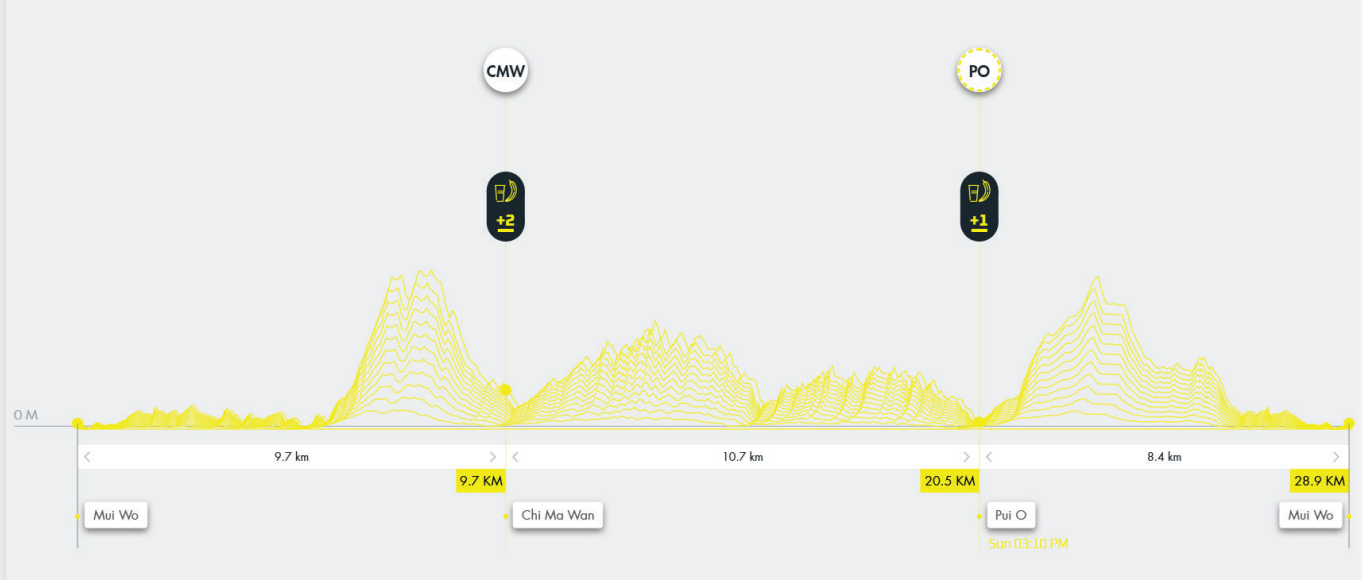 CMW
PO
+2
+1
0 M
9.7 km
10.7 km
8.4 km
9.7 KM
20.5 KM
28.9 KM
Mui Wo
Chi Ma Wan
Pui O
Mui Wo
Sun 03:10 PM